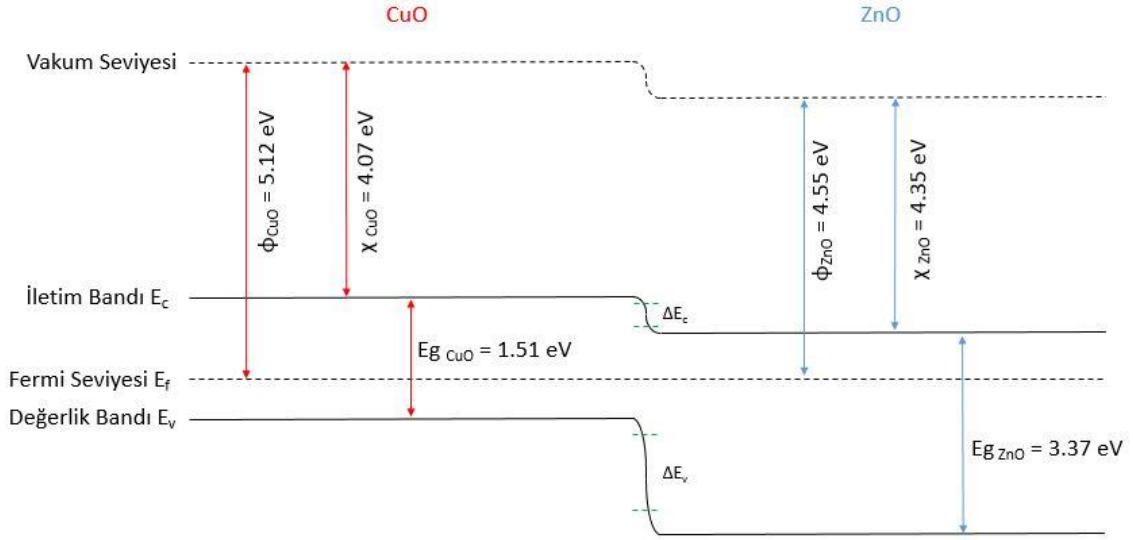 CuO
ZnO
Vakum Seviyesi
ϕCuO = 5.12 eV
χ CuO = 4.07 eV
ϕZnO = 4.55 eV
χ ZnO = 4.35 eV
İletim Bandı Ec
ΔEc
Eg CuO = 1.51 eV
Fermi Seviyesi Ef
Değerlik Bandı Ev
Eg ZnO = 3.37 eV
ΔEv